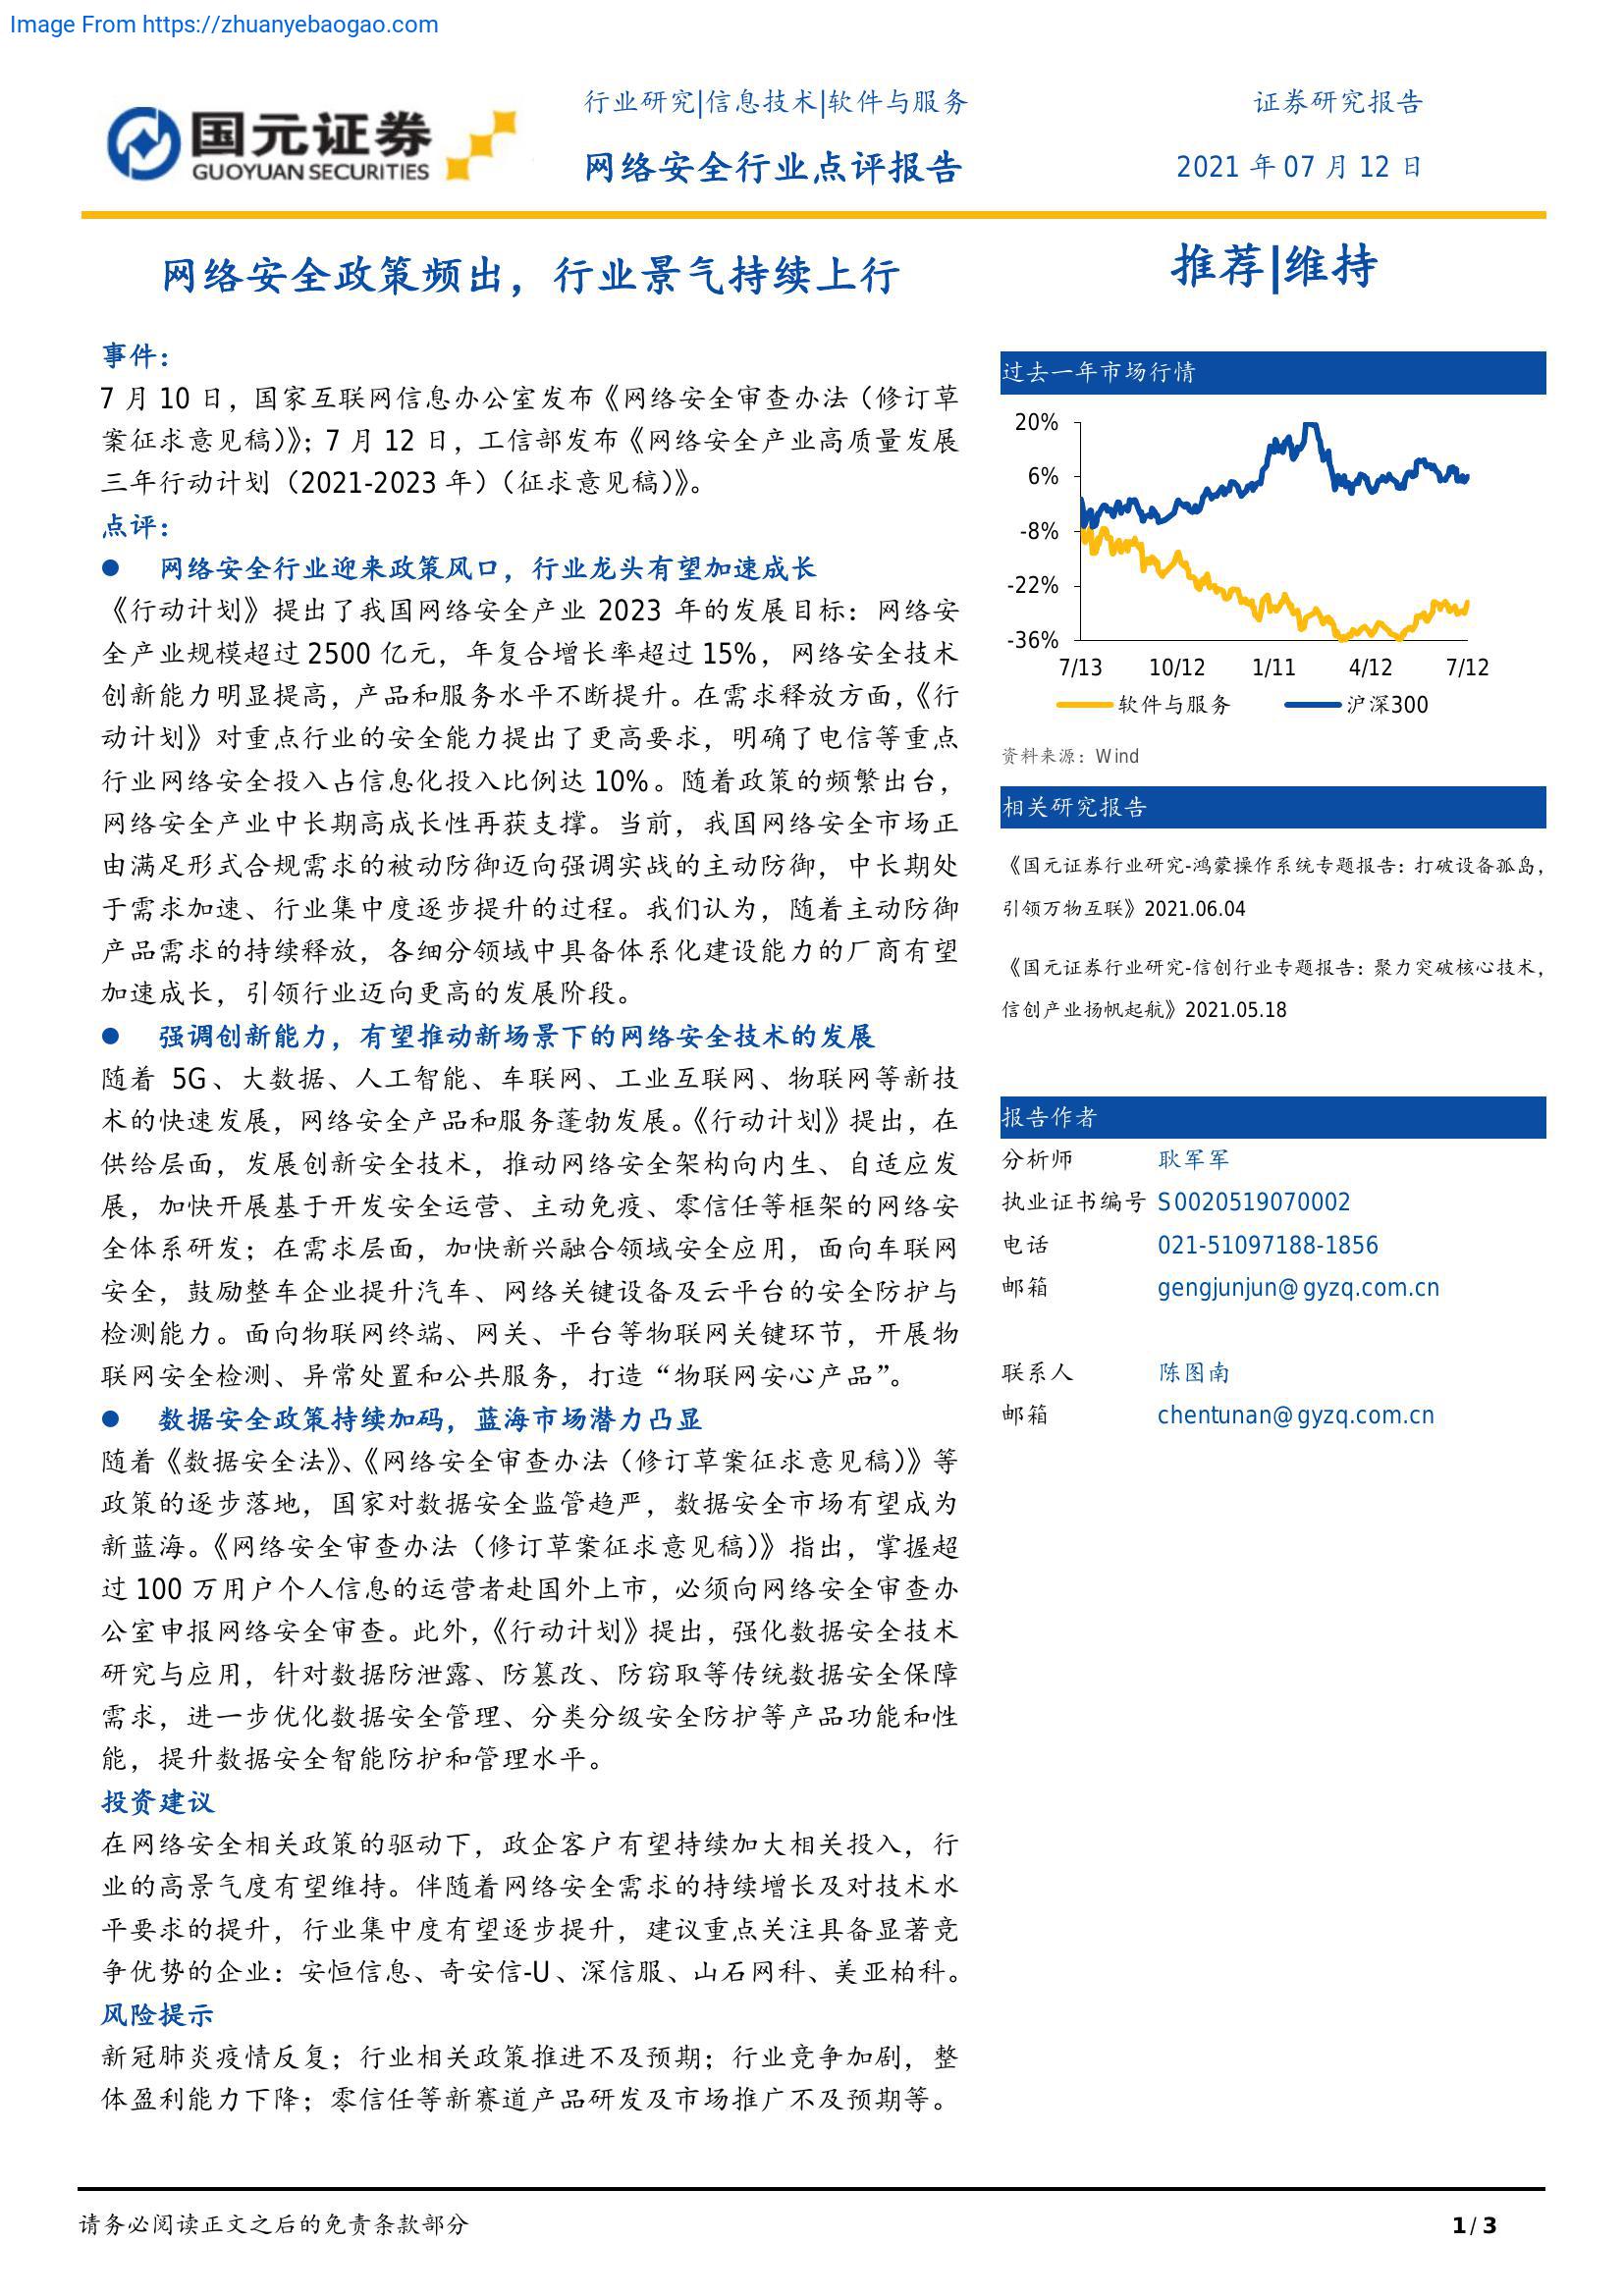 Image From https://zhuanyebaogao.com
国元证券
GUOYUAN SECURITIES
行业研究|信息技术|软件与服务
证券研究报告
网络安全行业点评报告
2021 年 07 月 12 日
网络安全政策频出，行业景气持续上行
推荐|维持
事件：
7 月 10 日，国家互联网信息办公室发布《网络安全审查办法（修订草
案征求意见稿）》；7 月 12 日，工信部发布《网络安全产业高质量发展
三年行动计划（2021-2023 年）（征求意见稿）》。
点评：
● 网络安全行业迎来政策风口，行业龙头有望加速成长
《行动计划》提出了我国网络安全产业 2023 年的发展目标：网络安
全产业规模超过 2500 亿元，年复合增长率超过 15%，网络安全技术
创新能力明显提高，产品和服务水平不断提升。在需求释放方面，《行
动计划》对重点行业的安全能力提出了更高要求，明确了电信等重点
行业网络安全投入占信息化投入比例达 10%。随着政策的频繁出台，
网络安全产业中长期高成长性再获支撑。当前，我国网络安全市场正
由满足形式合规需求的被动防御迈向强调实战的主动防御，中长期处
于需求加速、行业集中度逐步提升的过程。我们认为，随着主动防御
产品需求的持续释放，各细分领域中具备体系化建设能力的厂商有望
加速成长，引领行业迈向更高的发展阶段。
● 强调创新能力，有望推动新场景下的网络安全技术的发展
随着 5G、大数据、人工智能、车联网、工业互联网、物联网等新技
术的快速发展，网络安全产品和服务蓬勃发展。《行动计划》提出，在
供给层面，发展创新安全技术，推动网络安全架构向内生、自适应发
展，加快开展基于开发安全运营、主动免疫、零信任等框架的网络安
全体系研发；在需求层面，加快新兴融合领域安全应用，面向车联网
安全，鼓励整车企业提升汽车、网络关键设备及云平台的安全防护与
检测能力。面向物联网终端、网关、平台等物联网关键环节，开展物
联网安全检测、异常处置和公共服务，打造“物联网安心产品”。
● 数据安全政策持续加码，蓝海市场潜力凸显
随着《数据安全法》、《网络安全审查办法（修订草案征求意见稿）》等
政策的逐步落地，国家对数据安全监管趋严，数据安全市场有望成为
新蓝海。《网络安全审查办法（修订草案征求意见稿）》指出，掌握超
过 100 万用户个人信息的运营者赴国外上市，必须向网络安全审查办
公室申报网络安全审查。此外，《行动计划》提出，强化数据安全技术
研究与应用，针对数据防泄露、防篡改、防窃取等传统数据安全保障
需求，进一步优化数据安全管理、分类分级安全防护等产品功能和性
能，提升数据安全智能防护和管理水平。
投资建议
在网络安全相关政策的驱动下，政企客户有望持续加大相关投入，行
业的高景气度有望维持。伴随着网络安全需求的持续增长及对技术水
平要求的提升，行业集中度有望逐步提升，建议重点关注具备显著竞
争优势的企业：安恒信息、奇安信-U、深信服、山石网科、美亚柏科。
风险提示
新冠肺炎疫情反复；行业相关政策推进不及预期；行业竞争加剧，整
体盈利能力下降；零信任等新赛道产品研发及市场推广不及预期等。
过去一年市场行情
20%
6%
-8%
-22%
-36%
7/13 10/12 1/11 4/12 7/12
软件与服务 沪深300
资料来源：Wind
相关研究报告
《国元证券行业研究-鸿蒙操作系统专题报告：打破设备孤岛，
引领万物互联》2021.06.04
《国元证券行业研究-信创行业专题报告：聚力突破核心技术，
信创产业扬帆起航》2021.05.18
报告作者
分析师 耿军军
执业证书编号 S0020519070002
电话 021-51097188-1856
邮箱 gengjunjun@gyzq.com.cn
联系人 陈图南
邮箱 chentunan@gyzq.com.cn
请务必阅读正文之后的免责条款部分
1 / 3